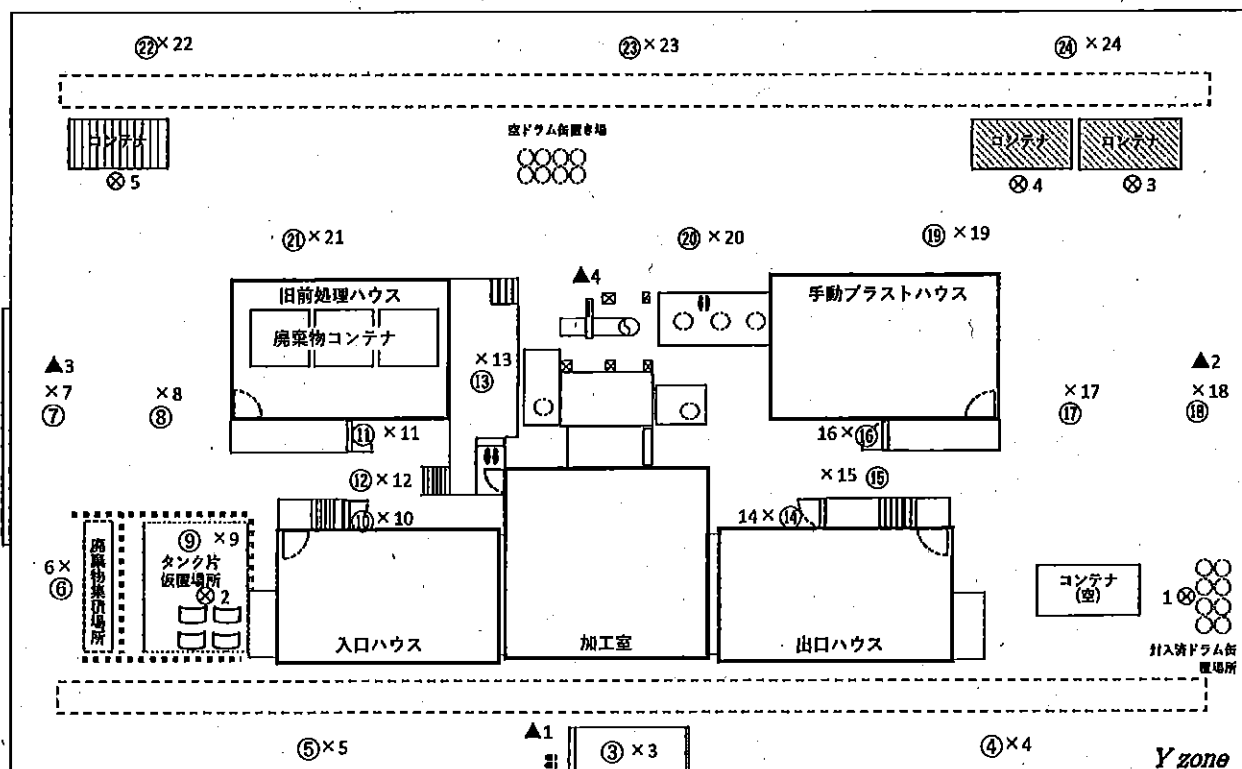 ㉒×22
㉓×23
㉔×24
コンテナ
空ドラム缶置き場
コンテナ
コンテナ
⊗5
⊗4
⊗3
㉑×21
⑳×20
⑲×19
▲4
旧前処理ハウス
手動ブラストハウス
廃棄物コンテナ
▲3
×7
⑦
×8
⑧
×13
⑬
×17
⑰
▲2
×18
⑱
⑪×11
16×⑯
⑫×12
×15⑮
⑩×10
14×⑭
⑨×9
タンク片
仮置場所
⊗2
6×
⑥
廃棄物集積場所
コンテナ
(空)
1⊗
入口ハウス
加工室
出口ハウス
封入済ドラム缶
置場所
⑤×5
▲1
③×3
④×4
Y zone